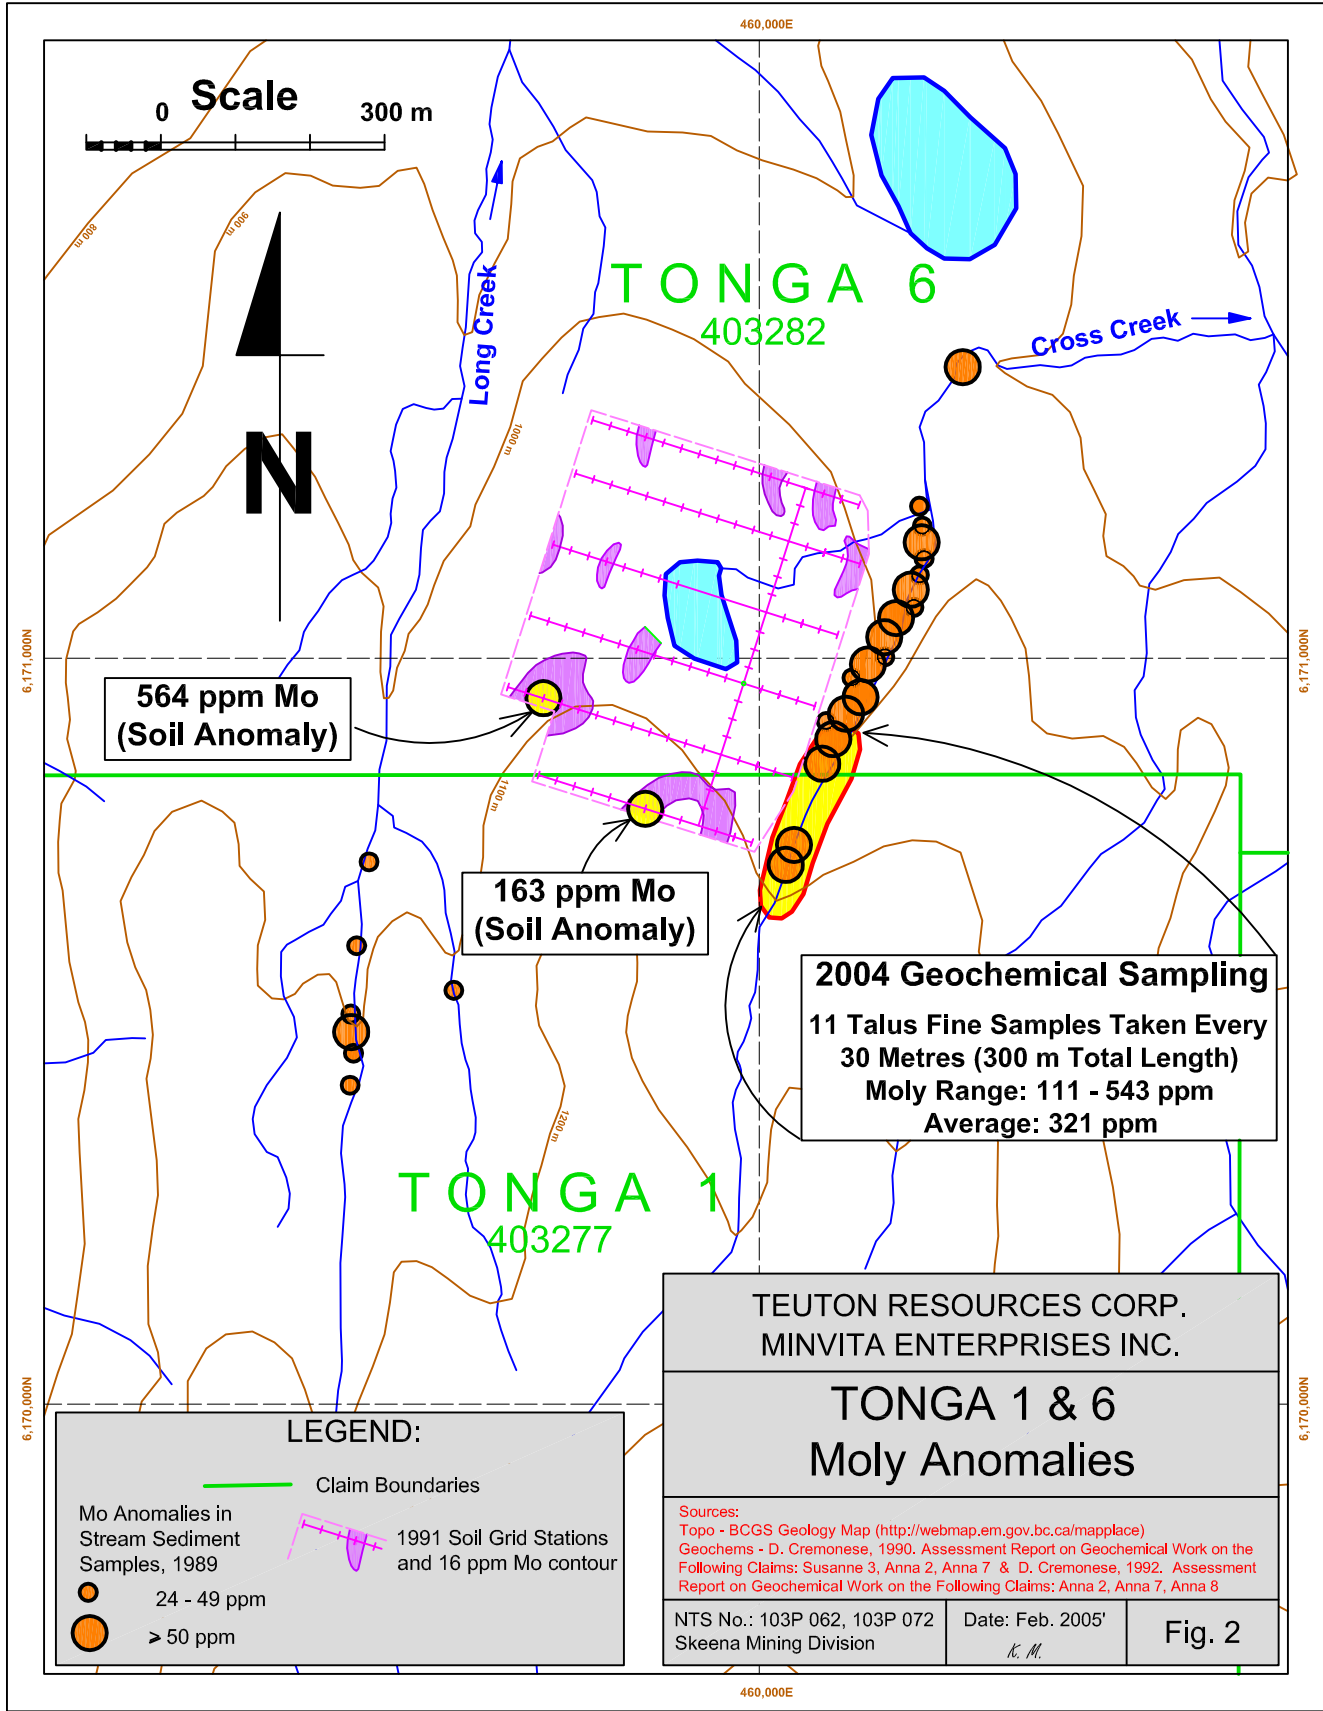 460,000E
Scale
0
300 m
800 m
900 m
Long Creek
TONGA 6
403282
Cross Creek
1000 m
N
6,171,000N
6,171,000N
564 ppm Mo
(Soil Anomaly)
1100 m
163 ppm Mo
(Soil Anomaly)
2004 Geochemical Sampling
11 Talus Fine Samples Taken Every
30 Metres (300 m Total Length)
Moly Range: 111 - 543 ppm
Average: 321 ppm
1200 m
TONGA 1
403277
6,170,000N
6,170,000N
LEGEND:
Claim Boundaries
Mo Anomalies in
Stream Sediment
Samples, 1989
24 - 49 ppm
> 50 ppm
1991 Soil Grid Stations
and 16 ppm Mo contour
TEUTON RESOURCES CORP.
MINVITA ENTERPRISES INC.
TONGA 1 & 6
Moly Anomalies
Sources:
Topo - BCGS Geology Map (http://webmap.em.gov.bc.ca/mapplace)
Geochems - D. Cremonese, 1990. Assessment Report on Geochemical Work on the
Following Claims: Susanne 3, Anna 2, Anna 7 & D. Cremonese, 1992. Assessment
Report on Geochemical Work on the Following Claims: Anna 2, Anna 7, Anna 8
NTS No.: 103P 062, 103P 072
Skeena Mining Division
Date: Feb. 2005'
K. M.
Fig. 2
460,000E